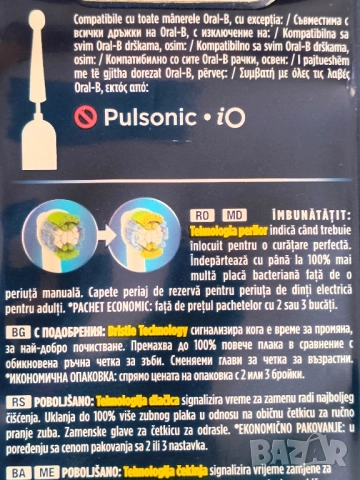 Compatibile cu toate mânerele Oral-B, cu excepția: / Съвместима с
всички дръжки на Oral-B, с изключение на: / Kompatibilna sa
svim Oral-B drškama, osim: / Kompatibilno sa svim Oral-B drškama,
osim: / Компатибилно со сите Oral-B рачки, освен: / I pajtueshëm
me të gjitha dorezat Oral-B, përveç: / Συμβατή με όλες τις λαβές
Oral-B, εκτός από:
Pulsonic • iO
RO MD ÎMBUNĂTĂȚIT:
Tehnologia perilor indică când trebuie
înlocuit pentru o curățare perfectă.
Îndepărtează cu până la 100% mai
multă placă bacteriană față de o
periuță manuală. Capete periaj de rezervă pentru periuța de dinți electrică
pentru adulți. *PACHET ECONOMIC: față de prețul pachetelor cu 2 sau 3 bucăți.
BG С ПОДОБРЕНИЯ: Bristle Technology сигнализира кога е време за промяна,
за най-добро почистване. Премахва до 100% повече плака в сравнение с
обикновена ръчна четка за зъби. Сменяеми глави за четка за възрастни.
*ИКОНОМИЧНА ОПАКОВКА: спрямо цената на опаковка с 2 или 3 бройки.
RS POBOLJŠANO: Tehnologija dlačica signalizira vreme za zamenu radi najboljeg
čišćenja. Uklanja do 100% više zubnog plaka u odnosu na običnu četkicu za ručno
pranje zuba. Zamenske glave za četkicu za odrasle. *EKONOMIČNO PAKOVANJE: u
poređenju sa cenom pakovanja sa 2 ili 3 nastavka.
BA ME POBOLJŠANO: Tehnologija čekinja signalizira vrijeme zamjene za
bazar.bg